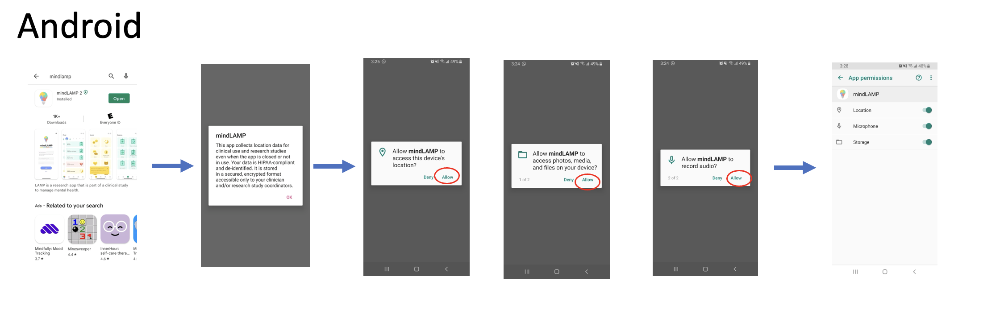 Android
mindlamp
mindLAMP 2
Installed
Open
1K+
Downloads
E
Everyone
mindLAMP
LAMP is a research app that is part of a clinical study
to manage mental health.
Ads · Related to your search
1
2
3
Mindfully: Mood
Tracking
3.7 ★
Minesweeper
4.4 ★
InnerHour:
self-care thera...
4.6 ★
Mi
Tr
4.
mindLAMP
This app collects location data for
clinical use and research studies
even when the app is closed or not
in use. Your data is HIPAA-compliant
and de-identified. It is stored
in a secured, encrypted format
accessible only to your clinician
and/or research study coordinators.
OK
3:25 49%
Allow mindLAMP to
access this device's
location?
Deny Allow
3:24 49%
Allow mindLAMP to
access photos, media,
and files on your device?
1 of 2 Deny Allow
3:24 49%
Allow mindLAMP to
record audio?
2 of 2 Deny Allow
3:28 48%
App permissions
mindLAMP
Location
Microphone
Storage